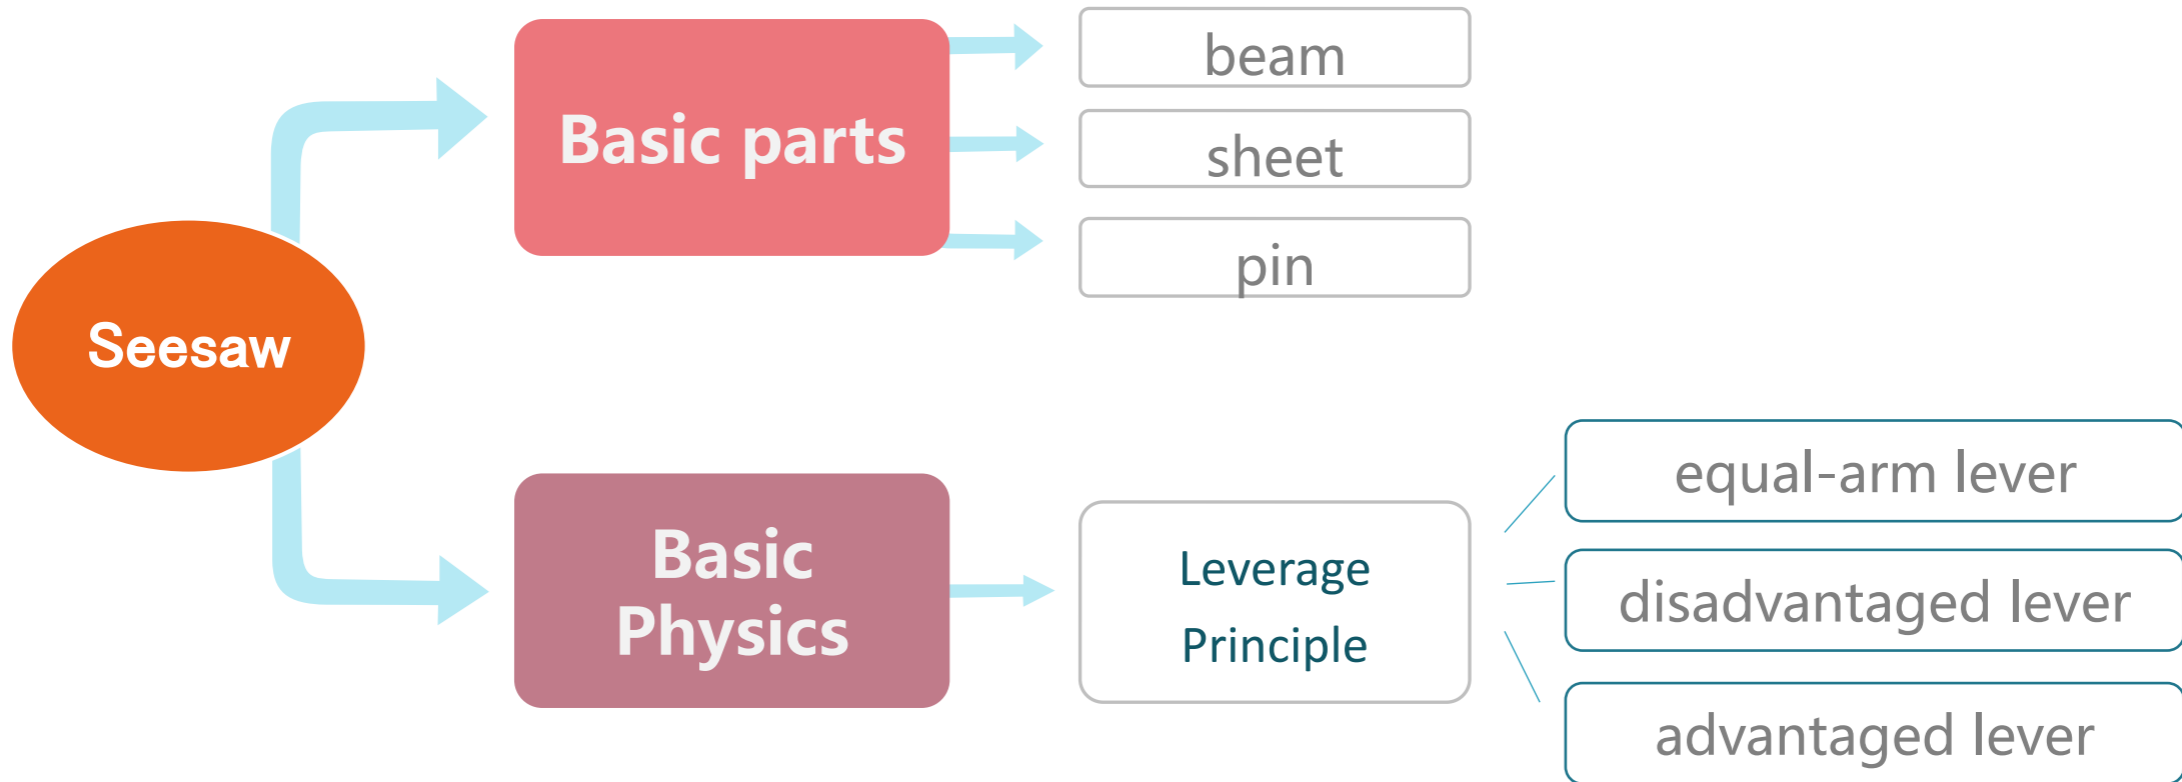 Seesaw
Basic parts
beam
sheet
pin
Basic
Physics
Leverage
Principle
equal-arm lever
disadvantaged lever
advantaged lever